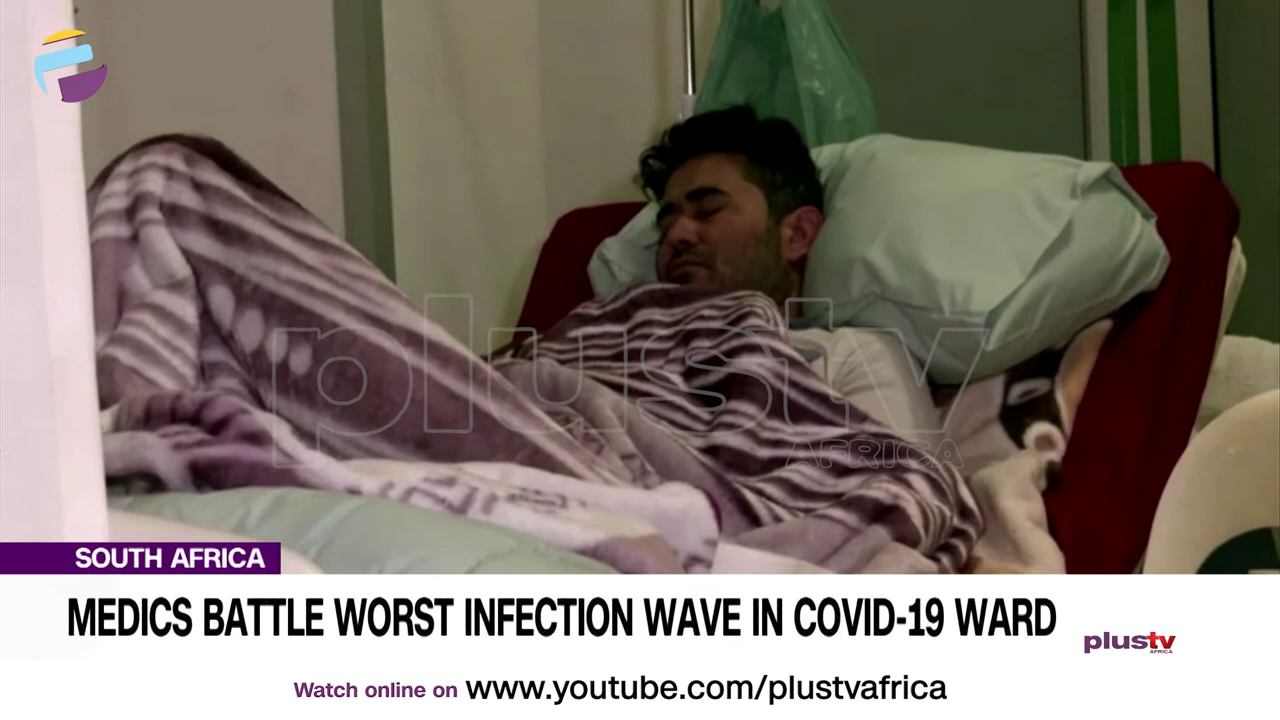 plustv
AFRICA
SOUTH AFRICA
MEDICS BATTLE WORST INFECTION WAVE IN COVID-19 WARD
plustv
AFRICA
Watch online on www.youtube.com/plustvafrica